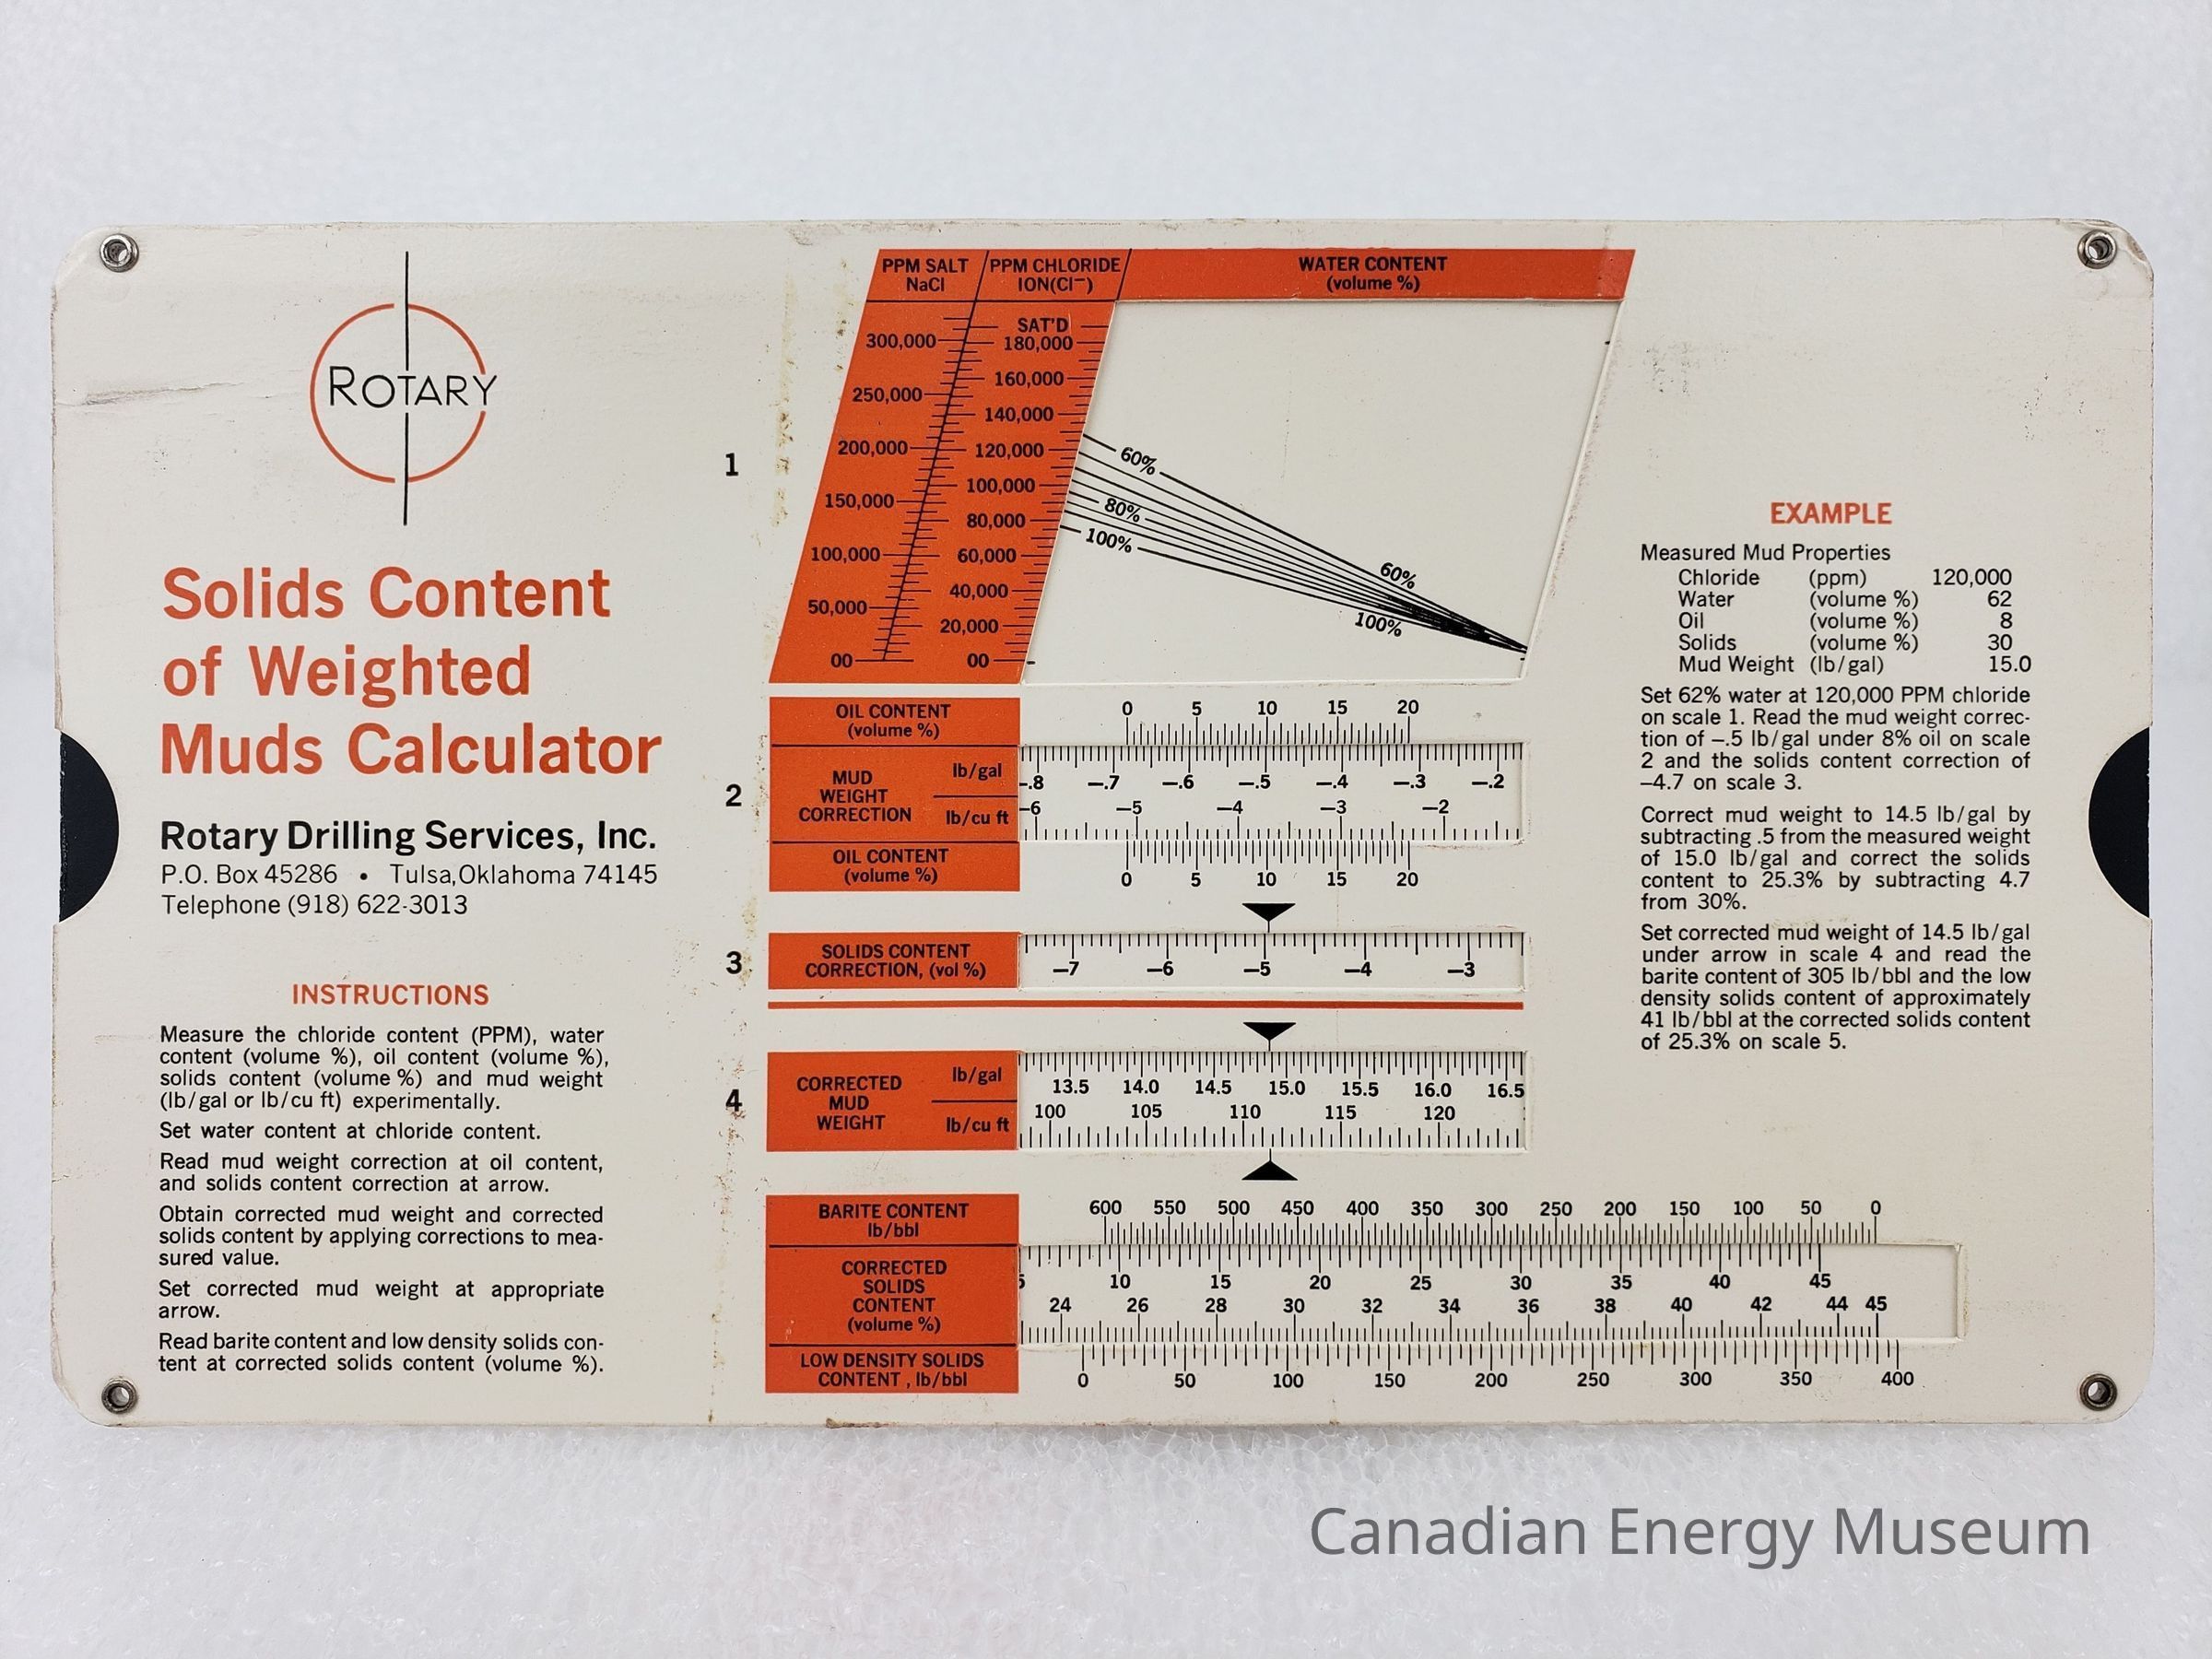 ROTARY
Solids Content
of Weighted
Muds Calculator
Rotary Drilling Services, Inc.
P.O. Box 45286 • Tulsa, Oklahoma 74145
Telephone (918) 622-3013
INSTRUCTIONS
Measure the chloride content (PPM), water
content (volume %), oil content (volume %),
solids content (volume %) and mud weight
(lb/gal or lb/cu ft) experimentally.
Set water content at chloride content.
Read mud weight correction at oil content,
and solids content correction at arrow.
Obtain corrected mud weight and corrected
solids content by applying corrections to mea-
sured value.
Set corrected mud weight at appropriate
arrow.
Read barite content and low density solids con-
tent at corrected solids content (volume %).
1
PPM SALT
NaCl
PPM CHLORIDE
ION(Cl−)
WATER CONTENT
(volume %)
SAT'D
300,000 180,000
160,000
250,000
140,000
200,000 120,000
100,000
150,000
80,000
100,000 60,000
40,000
50,000
20,000
00 00
60%
80%
100%
60%
100%
2
OIL CONTENT
(volume %)
0 5 10 15 20
MUD
WEIGHT
CORRECTION
lb/gal
-.8 -.7 -.6 -.5 -.4 -.3 -.2
lb/cu ft
-6 -5 -4 -3 -2
OIL CONTENT
(volume %)
0 5 10 15 20
3
SOLIDS CONTENT
CORRECTION, (vol %)
-7 -6 -5 -4 -3
4
CORRECTED
MUD
WEIGHT
lb/gal
13.5 14.0 14.5 15.0 15.5 16.0 16.5
lb/cu ft
100 105 110 115 120
BARITE CONTENT
lb/bbl
600 550 500 450 400 350 300 250 200 150 100 50 0
CORRECTED
SOLIDS
CONTENT
(volume %)
10 15 20 25 30 35 40 45
24 26 28 30 32 34 36 38 40 42 44 45
LOW DENSITY SOLIDS
CONTENT, lb/bbl
0 50 100 150 200 250 300 350 400
EXAMPLE
Measured Mud Properties
Chloride (ppm) 120,000
Water (volume %) 62
Oil (volume %) 8
Solids (volume %) 30
Mud Weight (lb/gal) 15.0
Set 62% water at 120,000 PPM chloride
on scale 1. Read the mud weight correc-
tion of −.5 lb/gal under 8% oil on scale
2 and the solids content correction of
−4.7 on scale 3.
Correct mud weight to 14.5 lb/gal by
subtracting .5 from the measured weight
of 15.0 lb/gal and correct the solids
content to 25.3% by subtracting 4.7
from 30%.
Set corrected mud weight of 14.5 lb/gal
under arrow in scale 4 and read the
barite content of 305 lb/bbl and the low
density solids content of approximately
41 lb/bbl at the corrected solids content
of 25.3% on scale 5.
Canadian Energy Museum